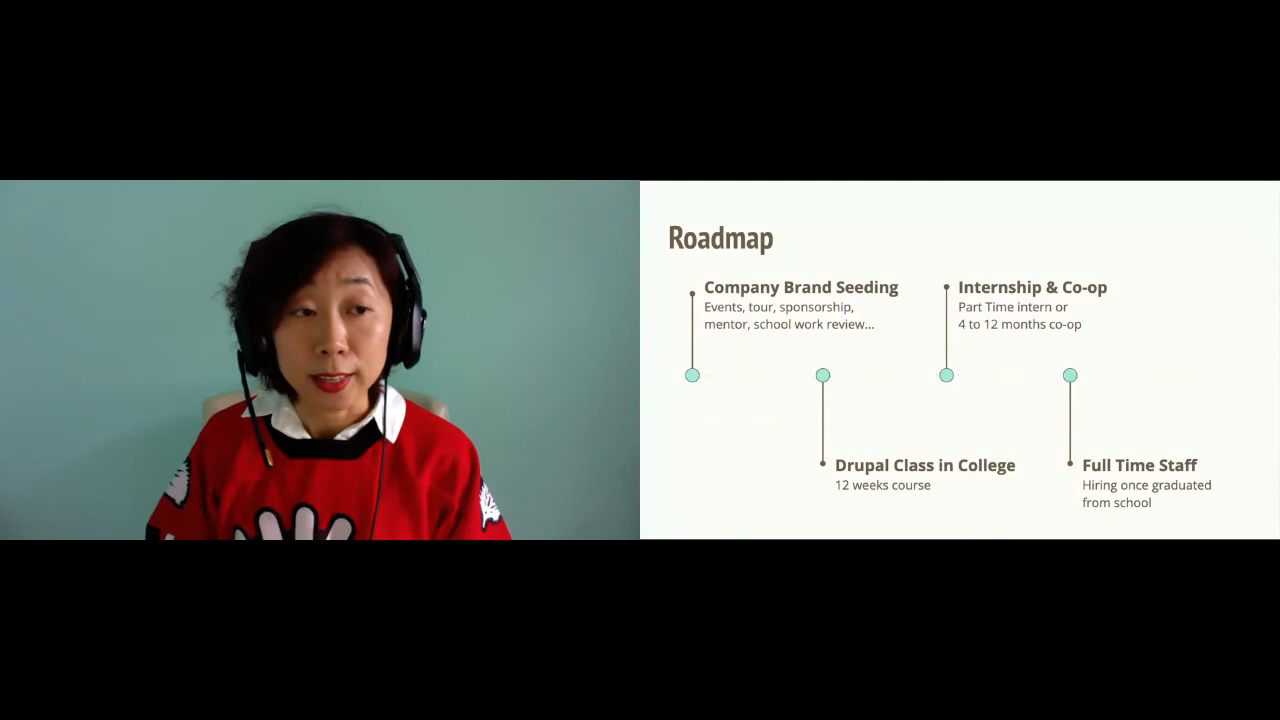 Roadmap
Company Brand Seeding
Events, tour, sponsorship,
mentor, school work review...
Internship & Co-op
Part Time intern or
4 to 12 months co-op
Drupal Class in College
12 weeks course
Full Time Staff
Hiring once graduated
from school